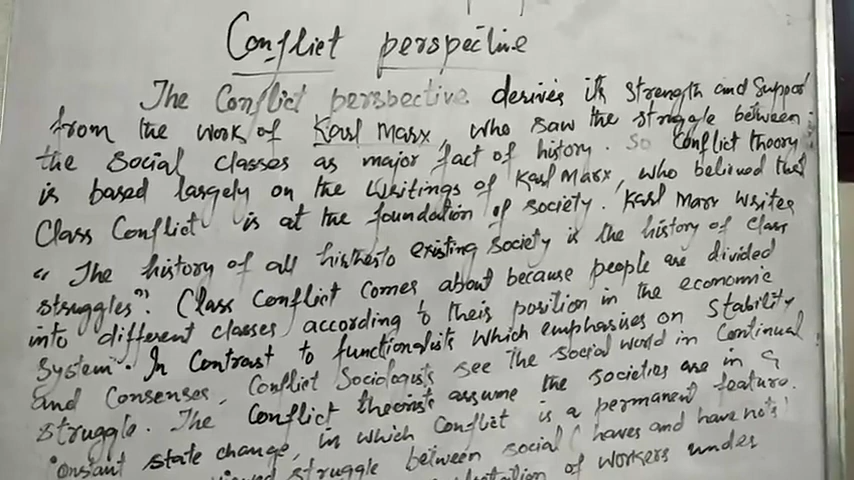 Conflict perspective
The Conflict perspective derives its strength and Support
from the work of Karl Marx, who saw the struggle between
the social classes as major fact of history. So Conflict theory
is based largely on the writings of Karl Marx, who believed that
Class Conflict is at the foundation of society. Karl Marx writes
" The history of all hitherto existing society is the history of class
struggles". Class Conflict Comes about because people are divided
into different classes according to their position in the economic
System. In Contrast to functionalists which emphasises on Stability
and Consenses, Conflict Sociologists see the social world in Continual
struggle. The Conflict theorists assume the societies are in a
Constant state change, in which Conflict is a permanent feature.
struggle between social (haves and have nots)
of workers under